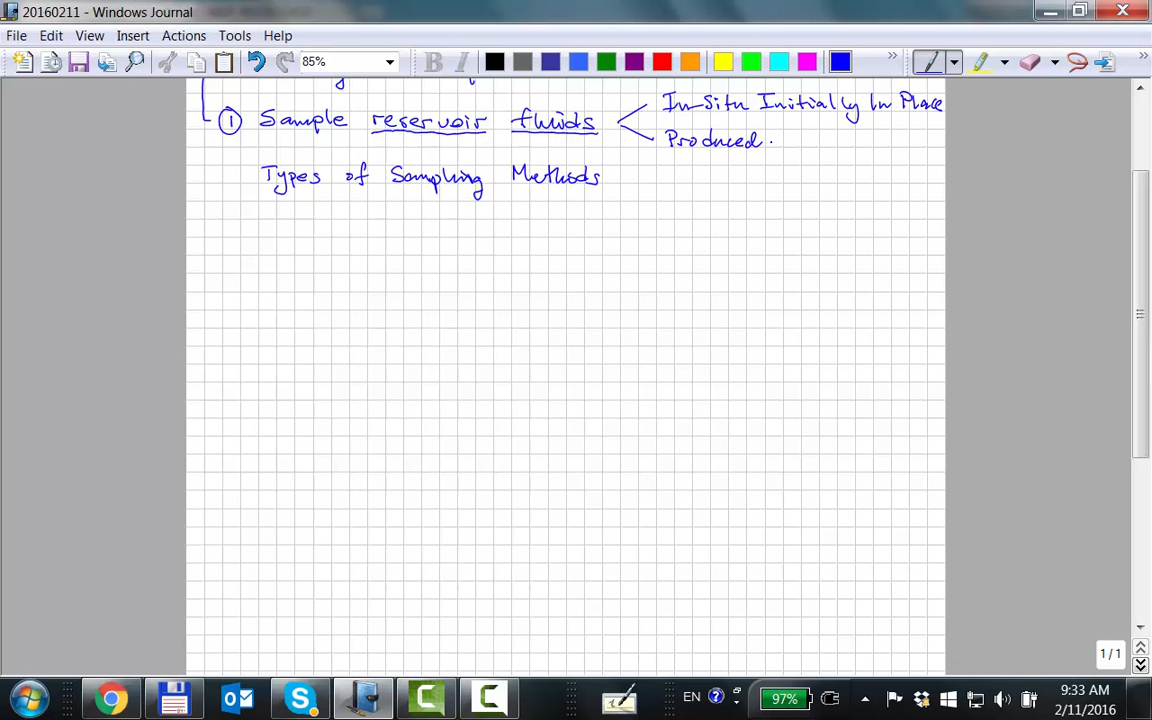 20160211 - Windows Journal
File Edit View Insert Actions Tools Help
85% B I
① Sample reservoir fluids
In-Situ Initially In Place
Produced.
Types of Sampling Methods
1 / 1
EN 97% 9:33 AM
2/11/2016